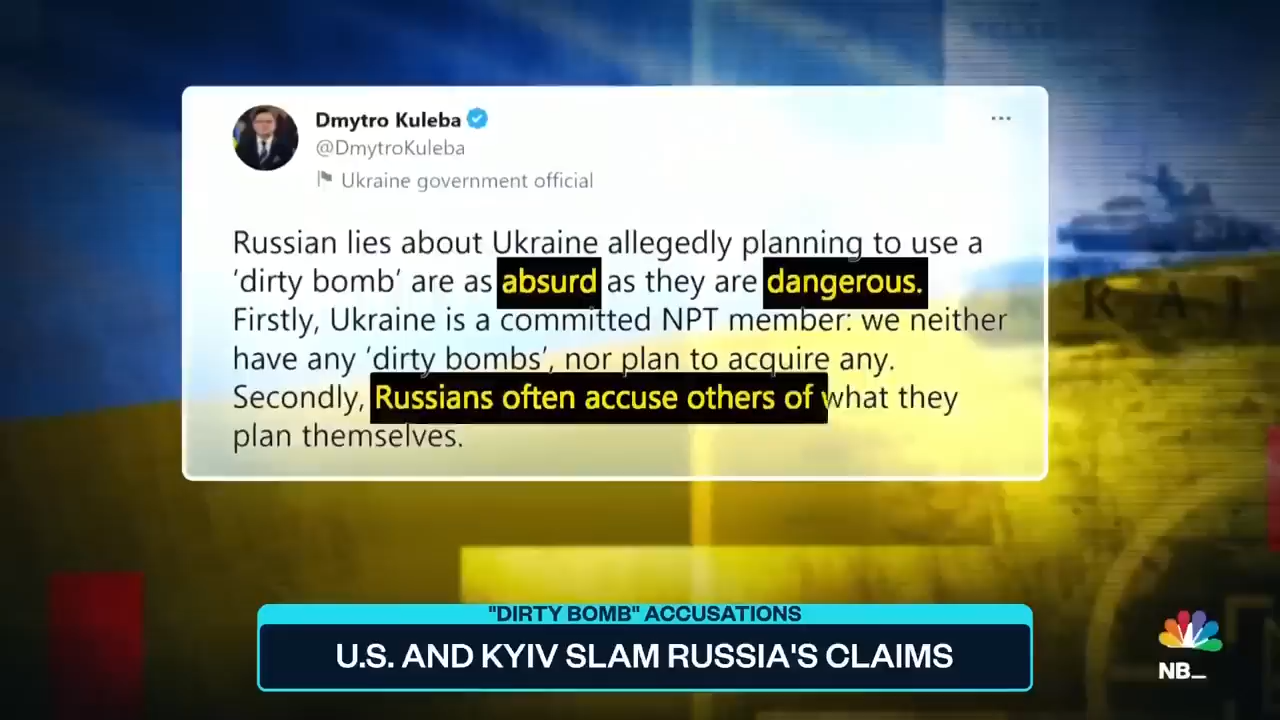 Dmytro Kuleba
@DmytroKuleba
Ukraine government official
Russian lies about Ukraine allegedly planning to use a
‘dirty bomb’ are as absurd as they are dangerous.
Firstly, Ukraine is a committed NPT member: we neither
have any ‘dirty bombs’, nor plan to acquire any.
Secondly, Russians often accuse others of what they
plan themselves.
R A I
"DIRTY BOMB" ACCUSATIONS
U.S. AND KYIV SLAM RUSSIA'S CLAIMS
NB_